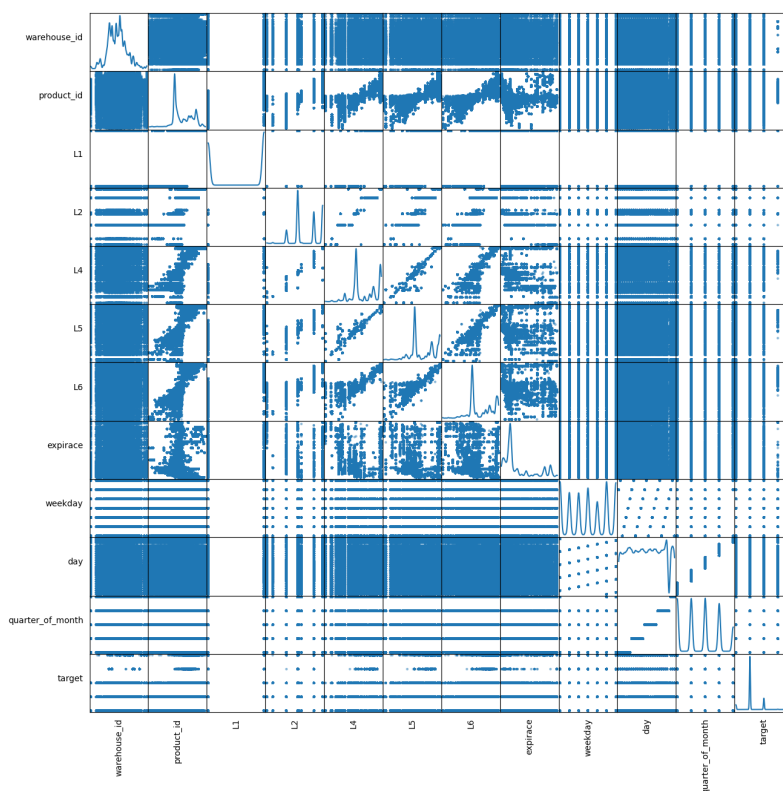 warehouse_id
product_id
L1
L2
L4
L5
L6
expirace
weekday
day
quarter_of_month
target
warehouse_id
product_id
L1
L2
L4
L5
L6
expirace
weekday
day
quarter_of_month
target